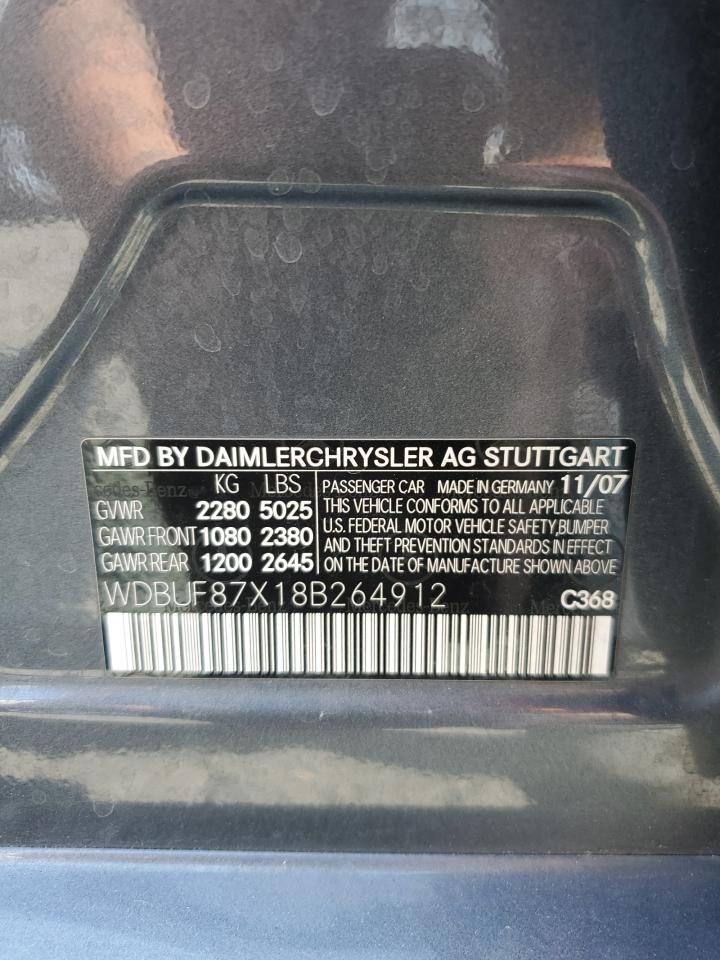 MFD BY DAIMLERCHRYSLER AG STUTTGART
KG LBS
GVWR 2280 5025
GAWR FRONT 1080 2380
GAWR REAR 1200 2645
PASSENGER CAR MADE IN GERMANY 11/07
THIS VEHICLE CONFORMS TO ALL APPLICABLE
U.S. FEDERAL MOTOR VEHICLE SAFETY,BUMPER
AND THEFT PREVENTION STANDARDS IN EFFECT
ON THE DATE OF MANUFACTURE SHOWN ABOVE.
WDBUF87X18B264912
C368